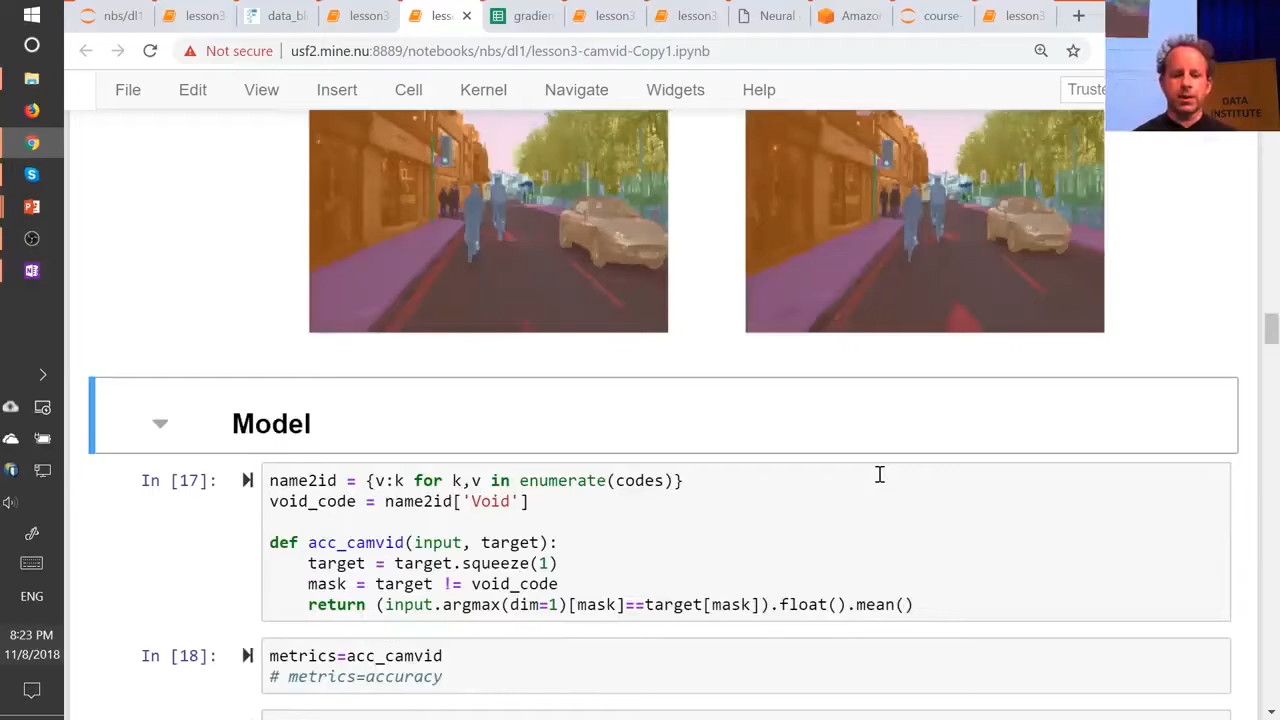 nbs/dl1
lesson3
data_bl
lesson3
less
gradien
lesson3
lesson3
Neural
Amazon
course-
lesson3
Not secure
usf2.mine.nu:8889/notebooks/nbs/dl1/lesson3-camvid-Copy1.ipynb
File Edit View Insert Cell Kernel Navigate Widgets Help
Truste
DATA
INSTITUTE
Model
In [17]:
name2id = {v:k for k,v in enumerate(codes)}
void_code = name2id['Void']
def acc_camvid(input, target):
target = target.squeeze(1)
mask = target != void_code
return (input.argmax(dim=1)[mask]==target[mask]).float().mean()
In [18]:
metrics=acc_camvid
# metrics=accuracy
ENG
8:23 PM
11/8/2018